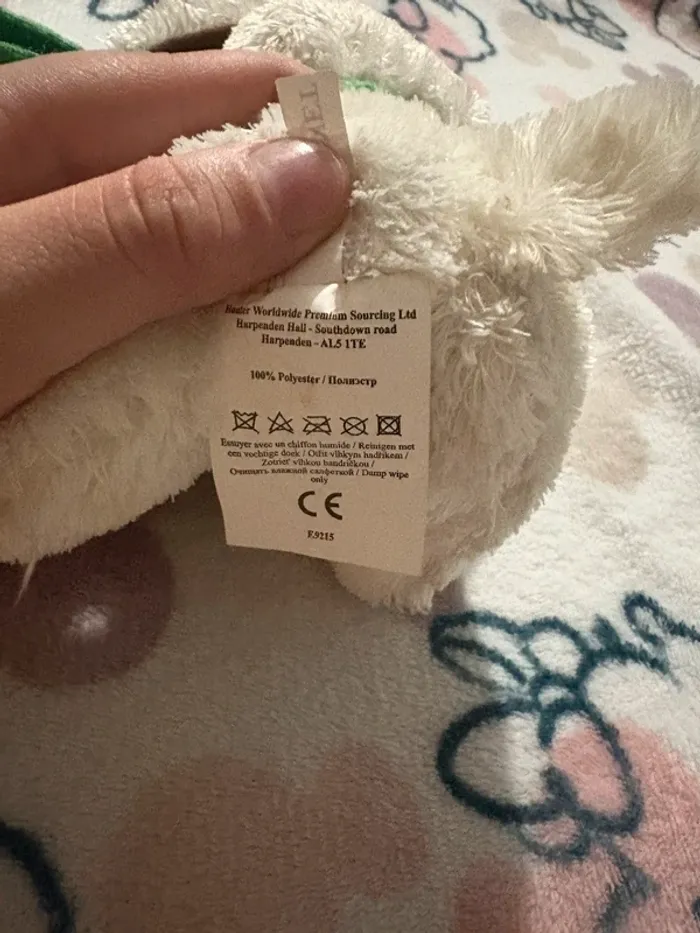 NET
Baxter Worldwide Premium Sourcing Ltd
Harpenden Hall - Southdown road
Harpenden - AL5 1TE
100% Polyester / Полиэстр
Essuyer avec un chiffon humide / Reinigen met
een vochtige doek / Otřít vlhkým hadříkem /
Zotrieť vlhkou handričkou /
Очищать влажной салфеткой / Damp wipe
only
CE
E9215